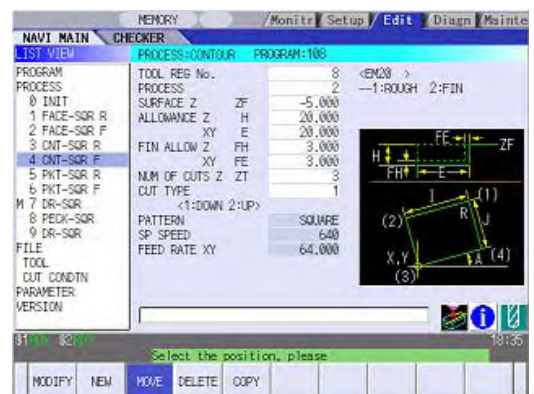 MEMORY Monitr Setup Edit Diagn Mainte
NAVI MAIN CHECKER
LIST VIEW PROCESS:CONTOUR PROGRAM:108
PROGRAM
PROCESS
0 INIT
1 FACE-SQR R
2 FACE-SQR F
3 CNT-SQR R
4 CNT-SQR F
5 PKT-SQR R
6 PKT-SQR F
M 7 DR-SQR
8 PECK-SQR
9 DR-SQR
FILE
TOOL
CUT CONDTN
PARAMETER
VERSION
TOOL REG No. 8 <EM20 >
PROCESS 2 --1:ROUGH 2:FIN
SURFACE Z ZF -5.000
ALLOWANCE Z H 20.000
XY E 20.000
FIN ALLOW Z FH 3.000
XY FE 3.000
NUM OF CUTS Z ZT 3
CUT TYPE 1
<1:DOWN 2:UP>
PATTERN SQUARE
SP SPEED 640
FEED RATE XY 64.000
FE ZF
H
FH E
I (1)
(2) R J
X,Y A (4)
(3)
$1 $2 18:35
Select the position, please
MODIFY NEW MOVE DELETE COPY